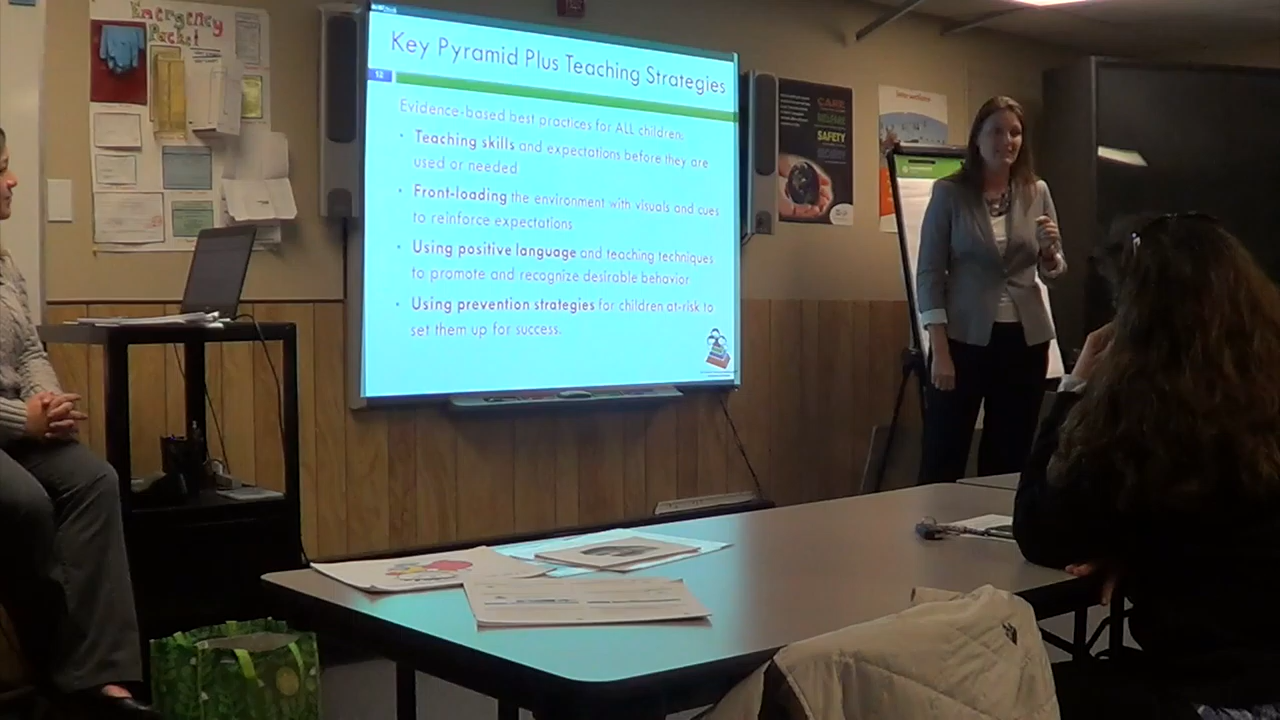 Emergency
Packet
Key Pyramid Plus Teaching Strategies
12
Evidence-based best practices for ALL children:
• Teaching skills and expectations before they are
used or needed
• Front-loading the environment with visuals and cues
to reinforce expectations
• Using positive language and teaching techniques
to promote and recognize desirable behavior
• Using prevention strategies for children at-risk to
set them up for success.
CARE
SAFETY